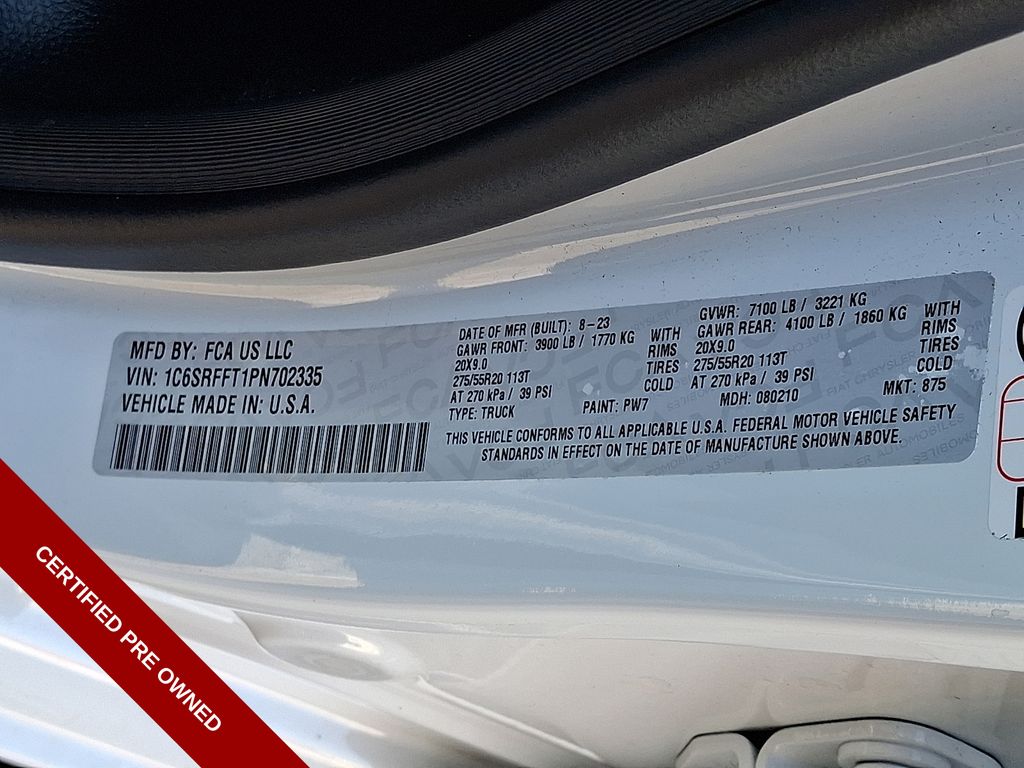 MFD BY: FCA US LLC
VIN: 1C6SRFFT1PN702335
VEHICLE MADE IN: U.S.A.
DATE OF MFR (BUILT): 8-23
GAWR FRONT: 3900 LB / 1770 KG WITH
20X9.0 RIMS
275/55R20 113T TIRES
AT 270 kPa / 39 PSI COLD
TYPE: TRUCK PAINT: PW7
GVWR: 7100 LB / 3221 KG
GAWR REAR: 4100 LB / 1860 KG WITH
20X9.0 RIMS
275/55R20 113T TIRES
AT 270 kPa / 39 PSI COLD
MDH: 080210 MKT: 875
THIS VEHICLE CONFORMS TO ALL APPLICABLE U.S.A. FEDERAL MOTOR VEHICLE SAFETY
STANDARDS IN EFFECT ON THE DATE OF MANUFACTURE SHOWN ABOVE.
CERTIFIED PRE OWNED